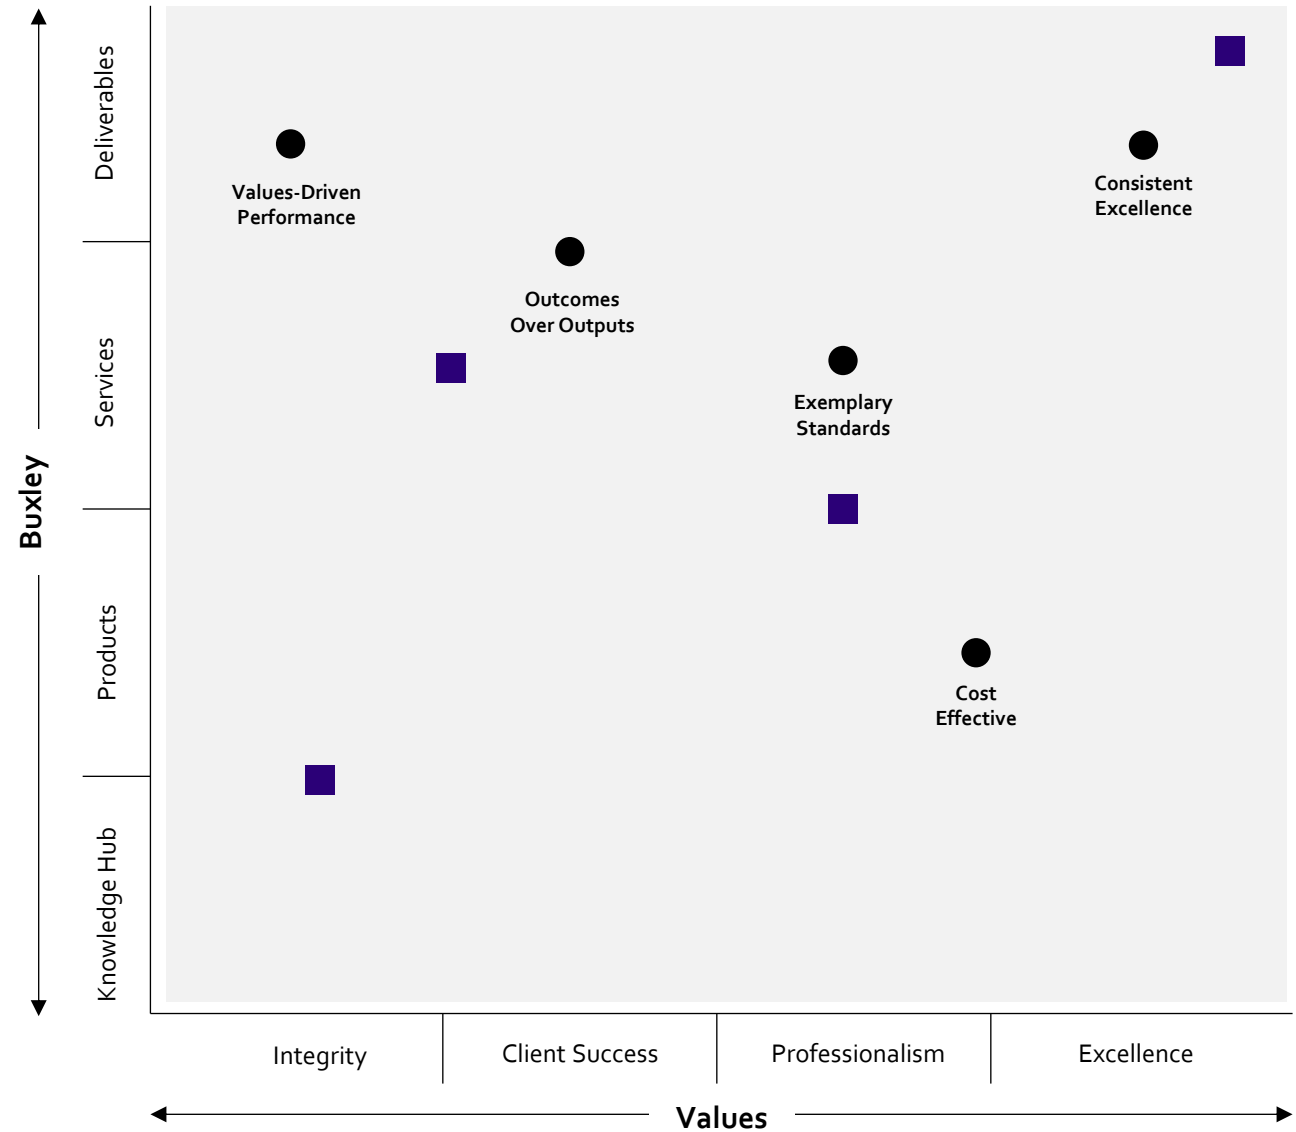 Deliverables
Values-Driven
Performance
Consistent
Excellence
Outcomes
Over Outputs
Services
Exemplary
Standards
Buxley
Products
Cost
Effective
Knowledge Hub
Integrity
Client Success
Professionalism
Excellence
Values